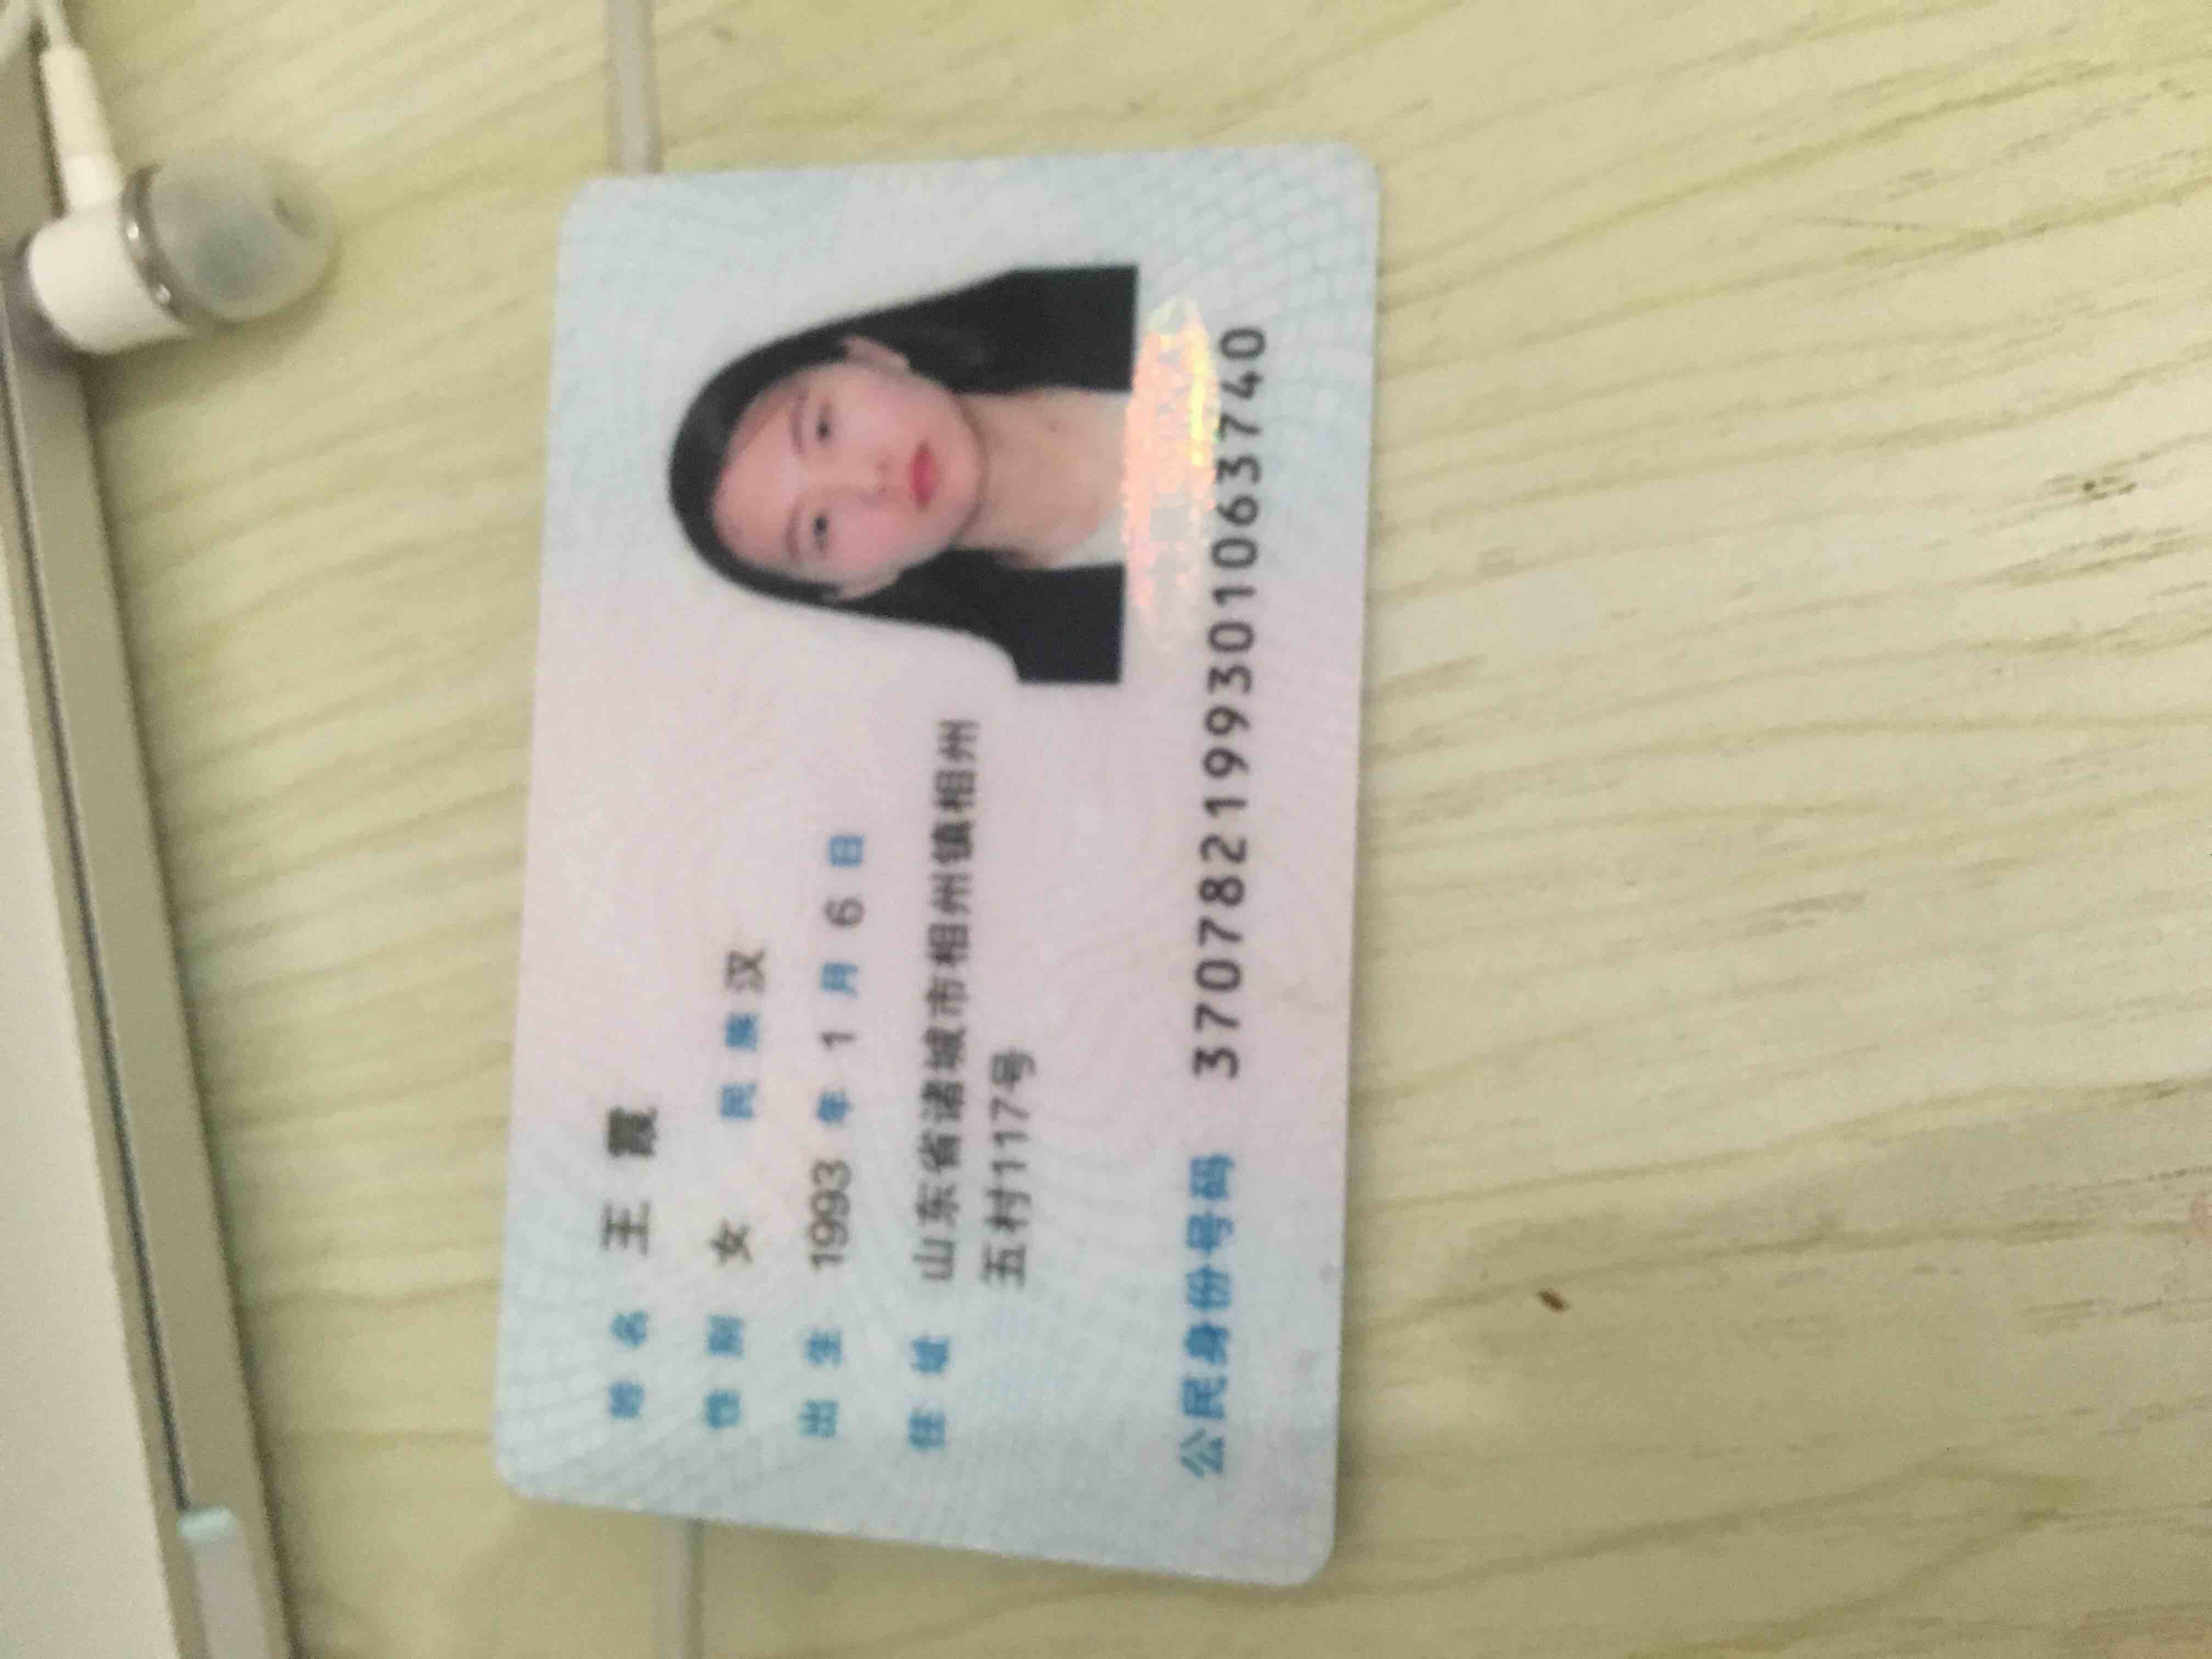 姓名 王霞
性别 女 民族 汉
出生 1993 年 1 月 6 日
住址 山东省诸城市相州镇相州
五村117号
公民身份号码 370782199301063740